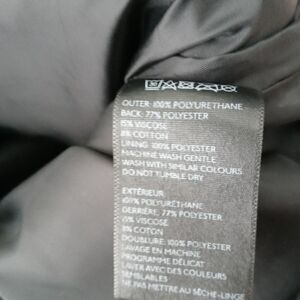 OUTER: 100% POLYURETHANE
BACK: 77% POLYESTER
15% VISCOSE
8% COTTON
LINING: 100% POLYESTER
MACHINE WASH GENTLE
WASH WITH SIMILAR COLOURS
DO NOT TUMBLE DRY
EXTÉRIEUR:
100% POLYURÉTHANE
DERRIÈRE: 77% POLYESTER
15% VISCOSE
8% COTON
DOUBLURE: 100% POLYESTER
LAVAGE EN MACHINE
PROGRAMME DÉLICAT
LAVER AVEC DES COULEURS
SEMBLABLES
NE PAS METTRE AU SÈCHE-LINGE